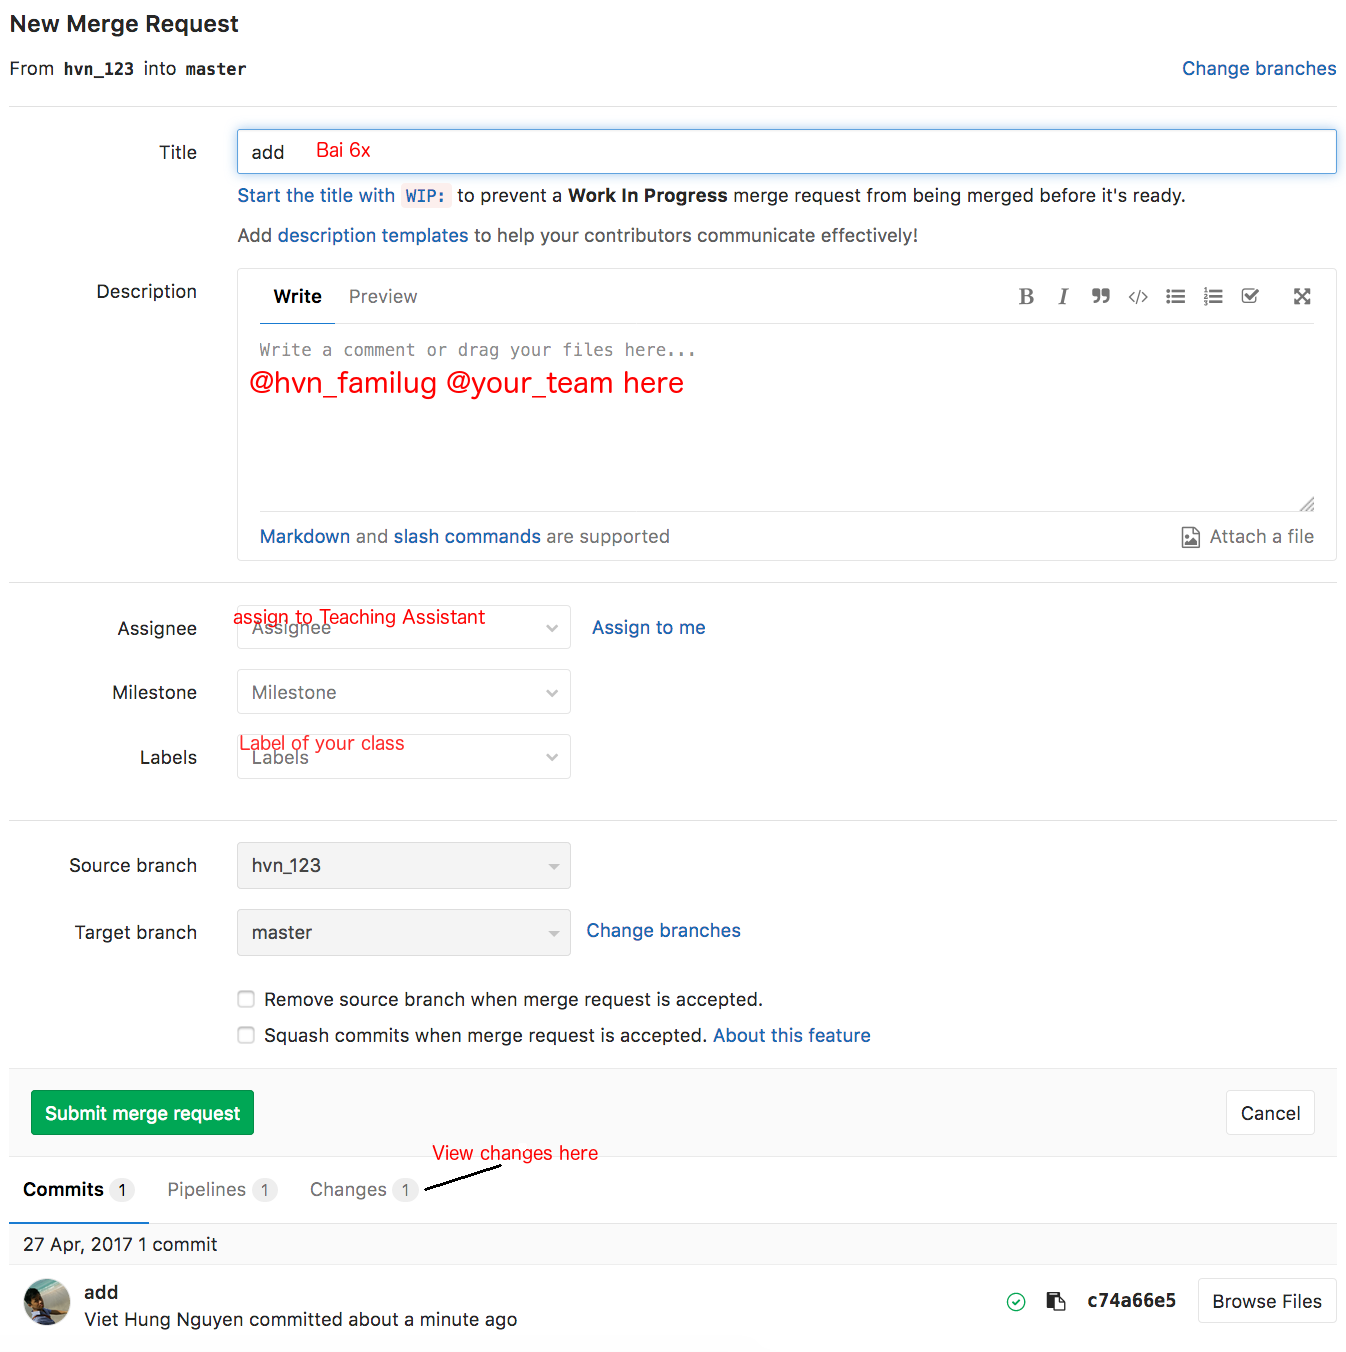 New Merge Request
From hvn_123 into master
Change branches
Title
add
Bai 6x
Start the title with WIP: to prevent a Work In Progress merge request from being merged before it's ready.
Add description templates to help your contributors communicate effectively!
Description
Write Preview
Write a comment or drag your files here...
@hvn_familug @your_team here
Markdown and slash commands are supported
Attach a file
Assignee
assign to Teaching Assistant
Assignee
Assign to me
Milestone
Milestone
Labels
Label of your class
Labels
Source branch
hvn_123
Target branch
master
Change branches
Remove source branch when merge request is accepted.
Squash commits when merge request is accepted. About this feature
Submit merge request
Cancel
View changes here
Commits 1 Pipelines 1 Changes 1
27 Apr, 2017 1 commit
add
Viet Hung Nguyen committed about a minute ago
c74a66e5
Browse Files